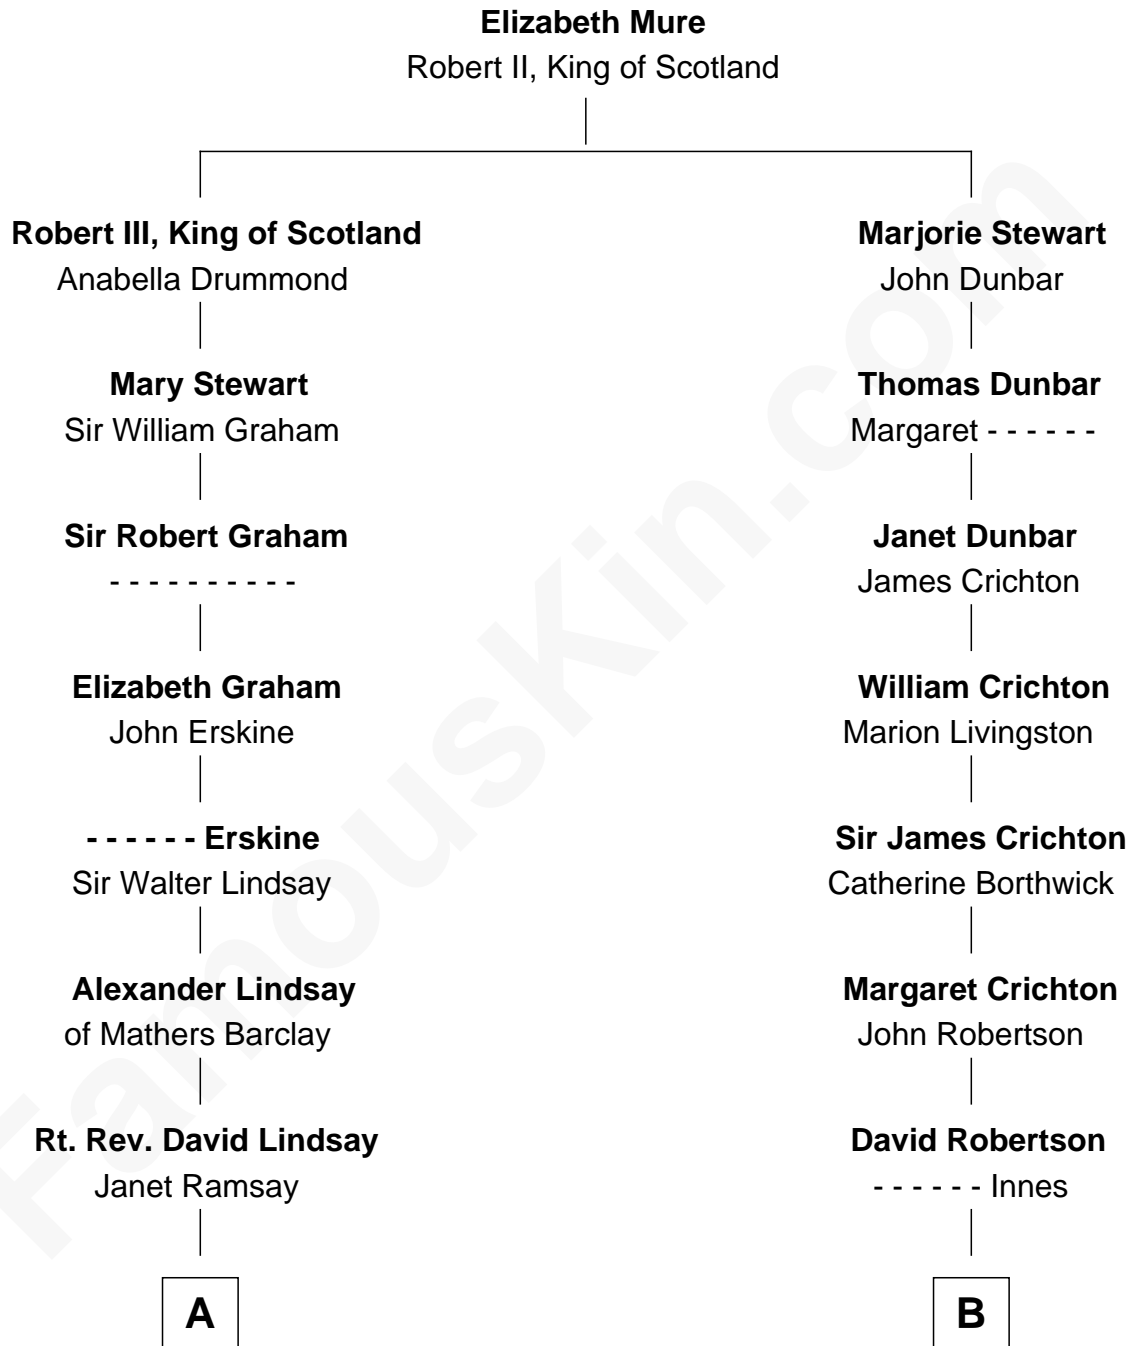 Elizabeth Mure
Robert II, King of Scotland
Robert III, King of Scotland
Anabella Drummond
Mary Stewart
Sir William Graham
Sir Robert Graham
- - - - - - - - - -
Elizabeth Graham
John Erskine
- - - - - - Erskine
Sir Walter Lindsay
Alexander Lindsay
of Mathers Barclay
Rt. Rev. David Lindsay
Janet Ramsay
A
Marjorie Stewart
John Dunbar
Thomas Dunbar
Margaret - - - - - -
Janet Dunbar
James Crichton
William Crichton
Marion Livingston
Sir James Crichton
Catherine Borthwick
Margaret Crichton
John Robertson
David Robertson
- - - - - - Innes
B
FamousKin.com